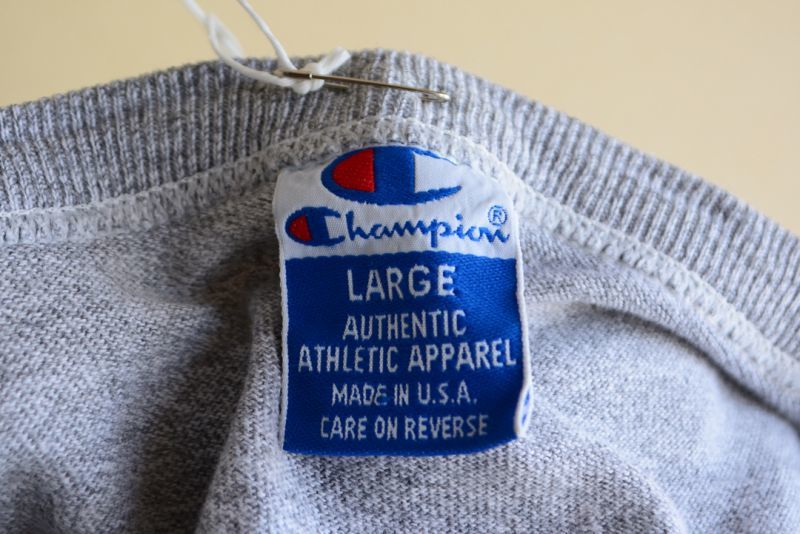 Champion®
LARGE
AUTHENTIC
ATHLETIC APPAREL
MADE IN U.S.A.
CARE ON REVERSE